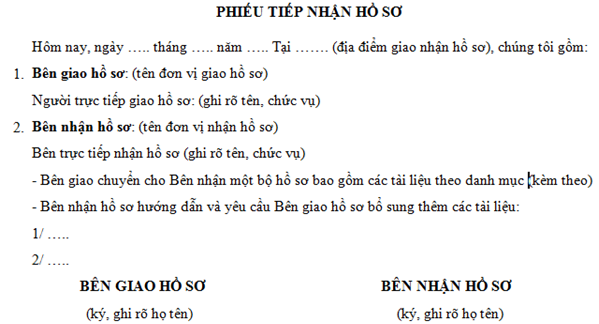 PHIẾU TIẾP NHẬN HỒ SƠ
Hôm nay, ngày ….. tháng ….. năm ….. Tại ……. (địa điểm giao nhận hồ sơ), chúng tôi gồm:
1. Bên giao hồ sơ: (tên đơn vị giao hồ sơ)
Người trực tiếp giao hồ sơ: (ghi rõ tên, chức vụ)
2. Bên nhận hồ sơ: (tên đơn vị nhận hồ sơ)
Bên trực tiếp nhận hồ sơ (ghi rõ tên, chức vụ)
- Bên giao chuyển cho Bên nhận một bộ hồ sơ bao gồm các tài liệu theo danh mục (kèm theo)
- Bên nhận hồ sơ hướng dẫn và yêu cầu Bên giao hồ sơ bổ sung thêm các tài liệu:
1/ …..
2/ …..
BÊN GIAO HỒ SƠ BÊN NHẬN HỒ SƠ
(ký, ghi rõ họ tên) (ký, ghi rõ họ tên)